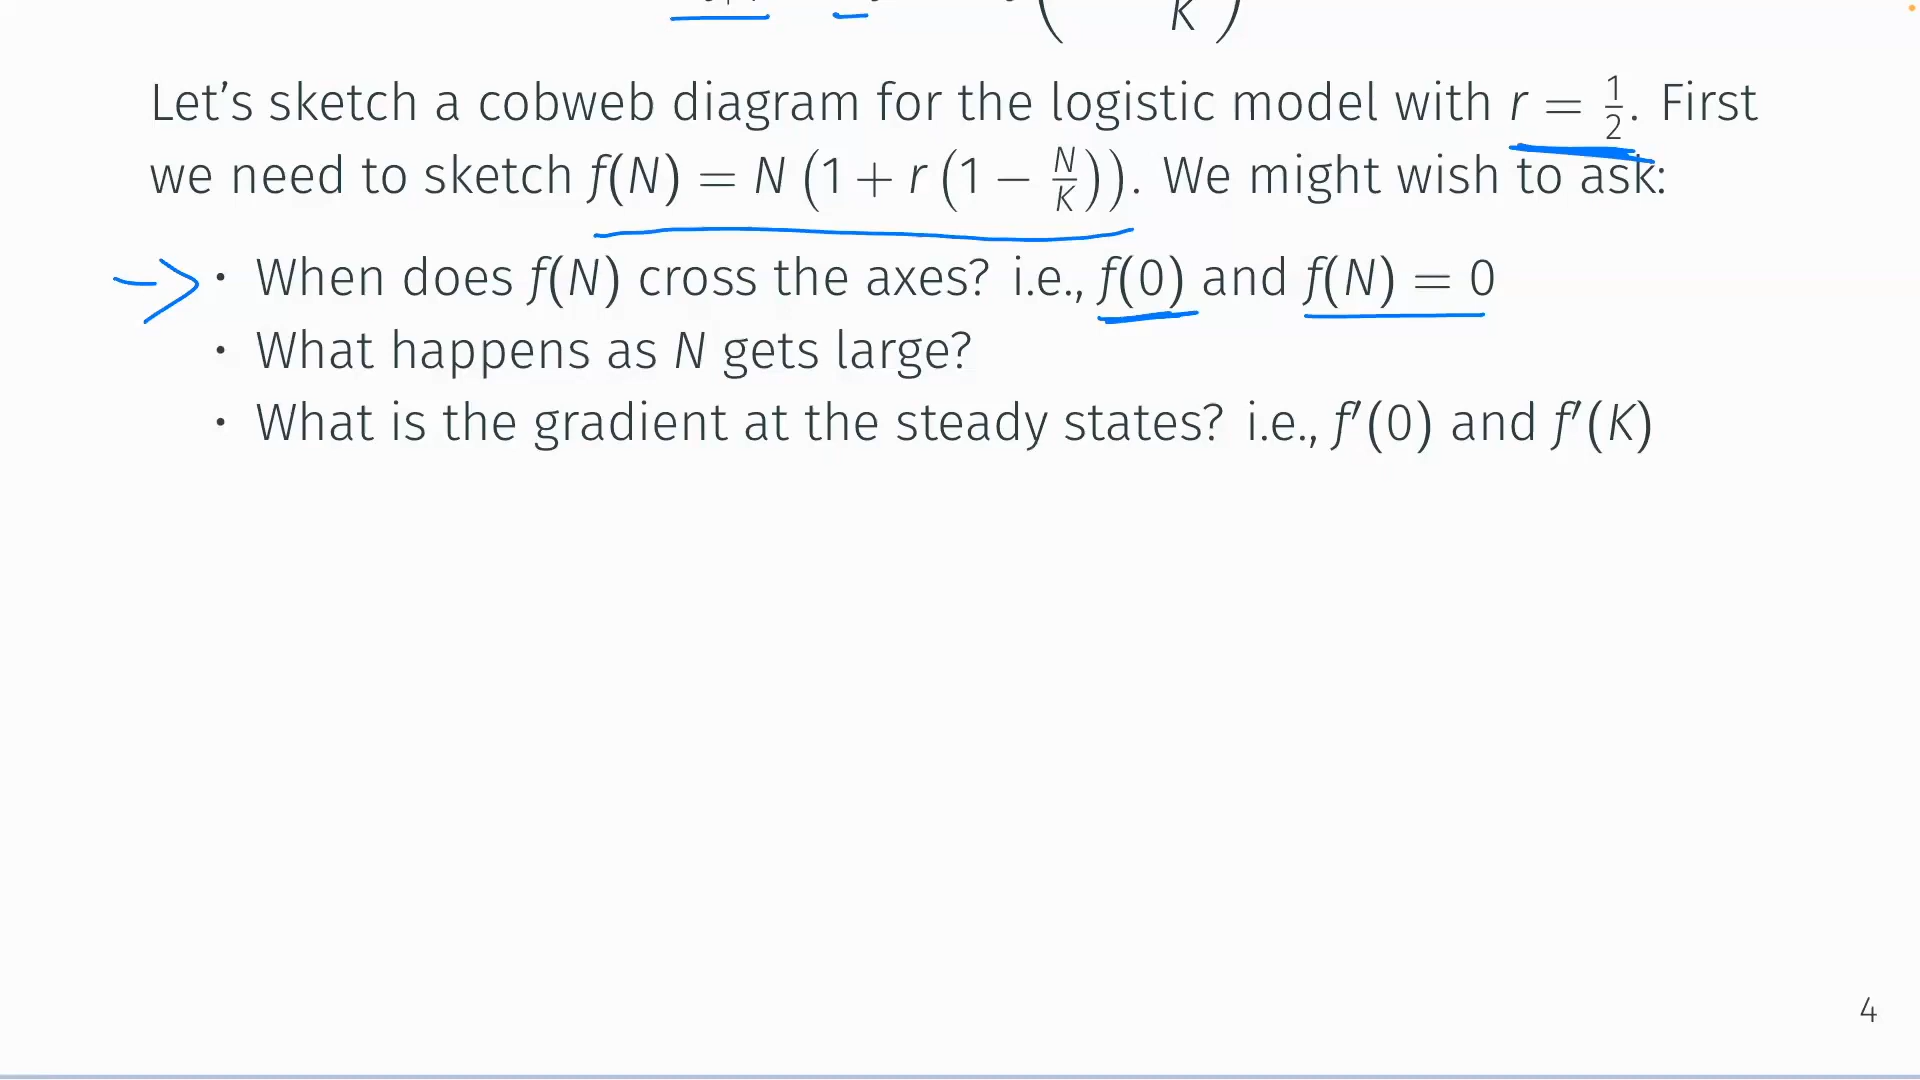 K
Let’s sketch a cobweb diagram for the logistic model with r = 1/2. First
we need to sketch f(N) = N (1 + r (1 − N/K)). We might wish to ask:
• When does f(N) cross the axes? i.e., f(0) and f(N) = 0
• What happens as N gets large?
• What is the gradient at the steady states? i.e., f′(0) and f′(K)
4